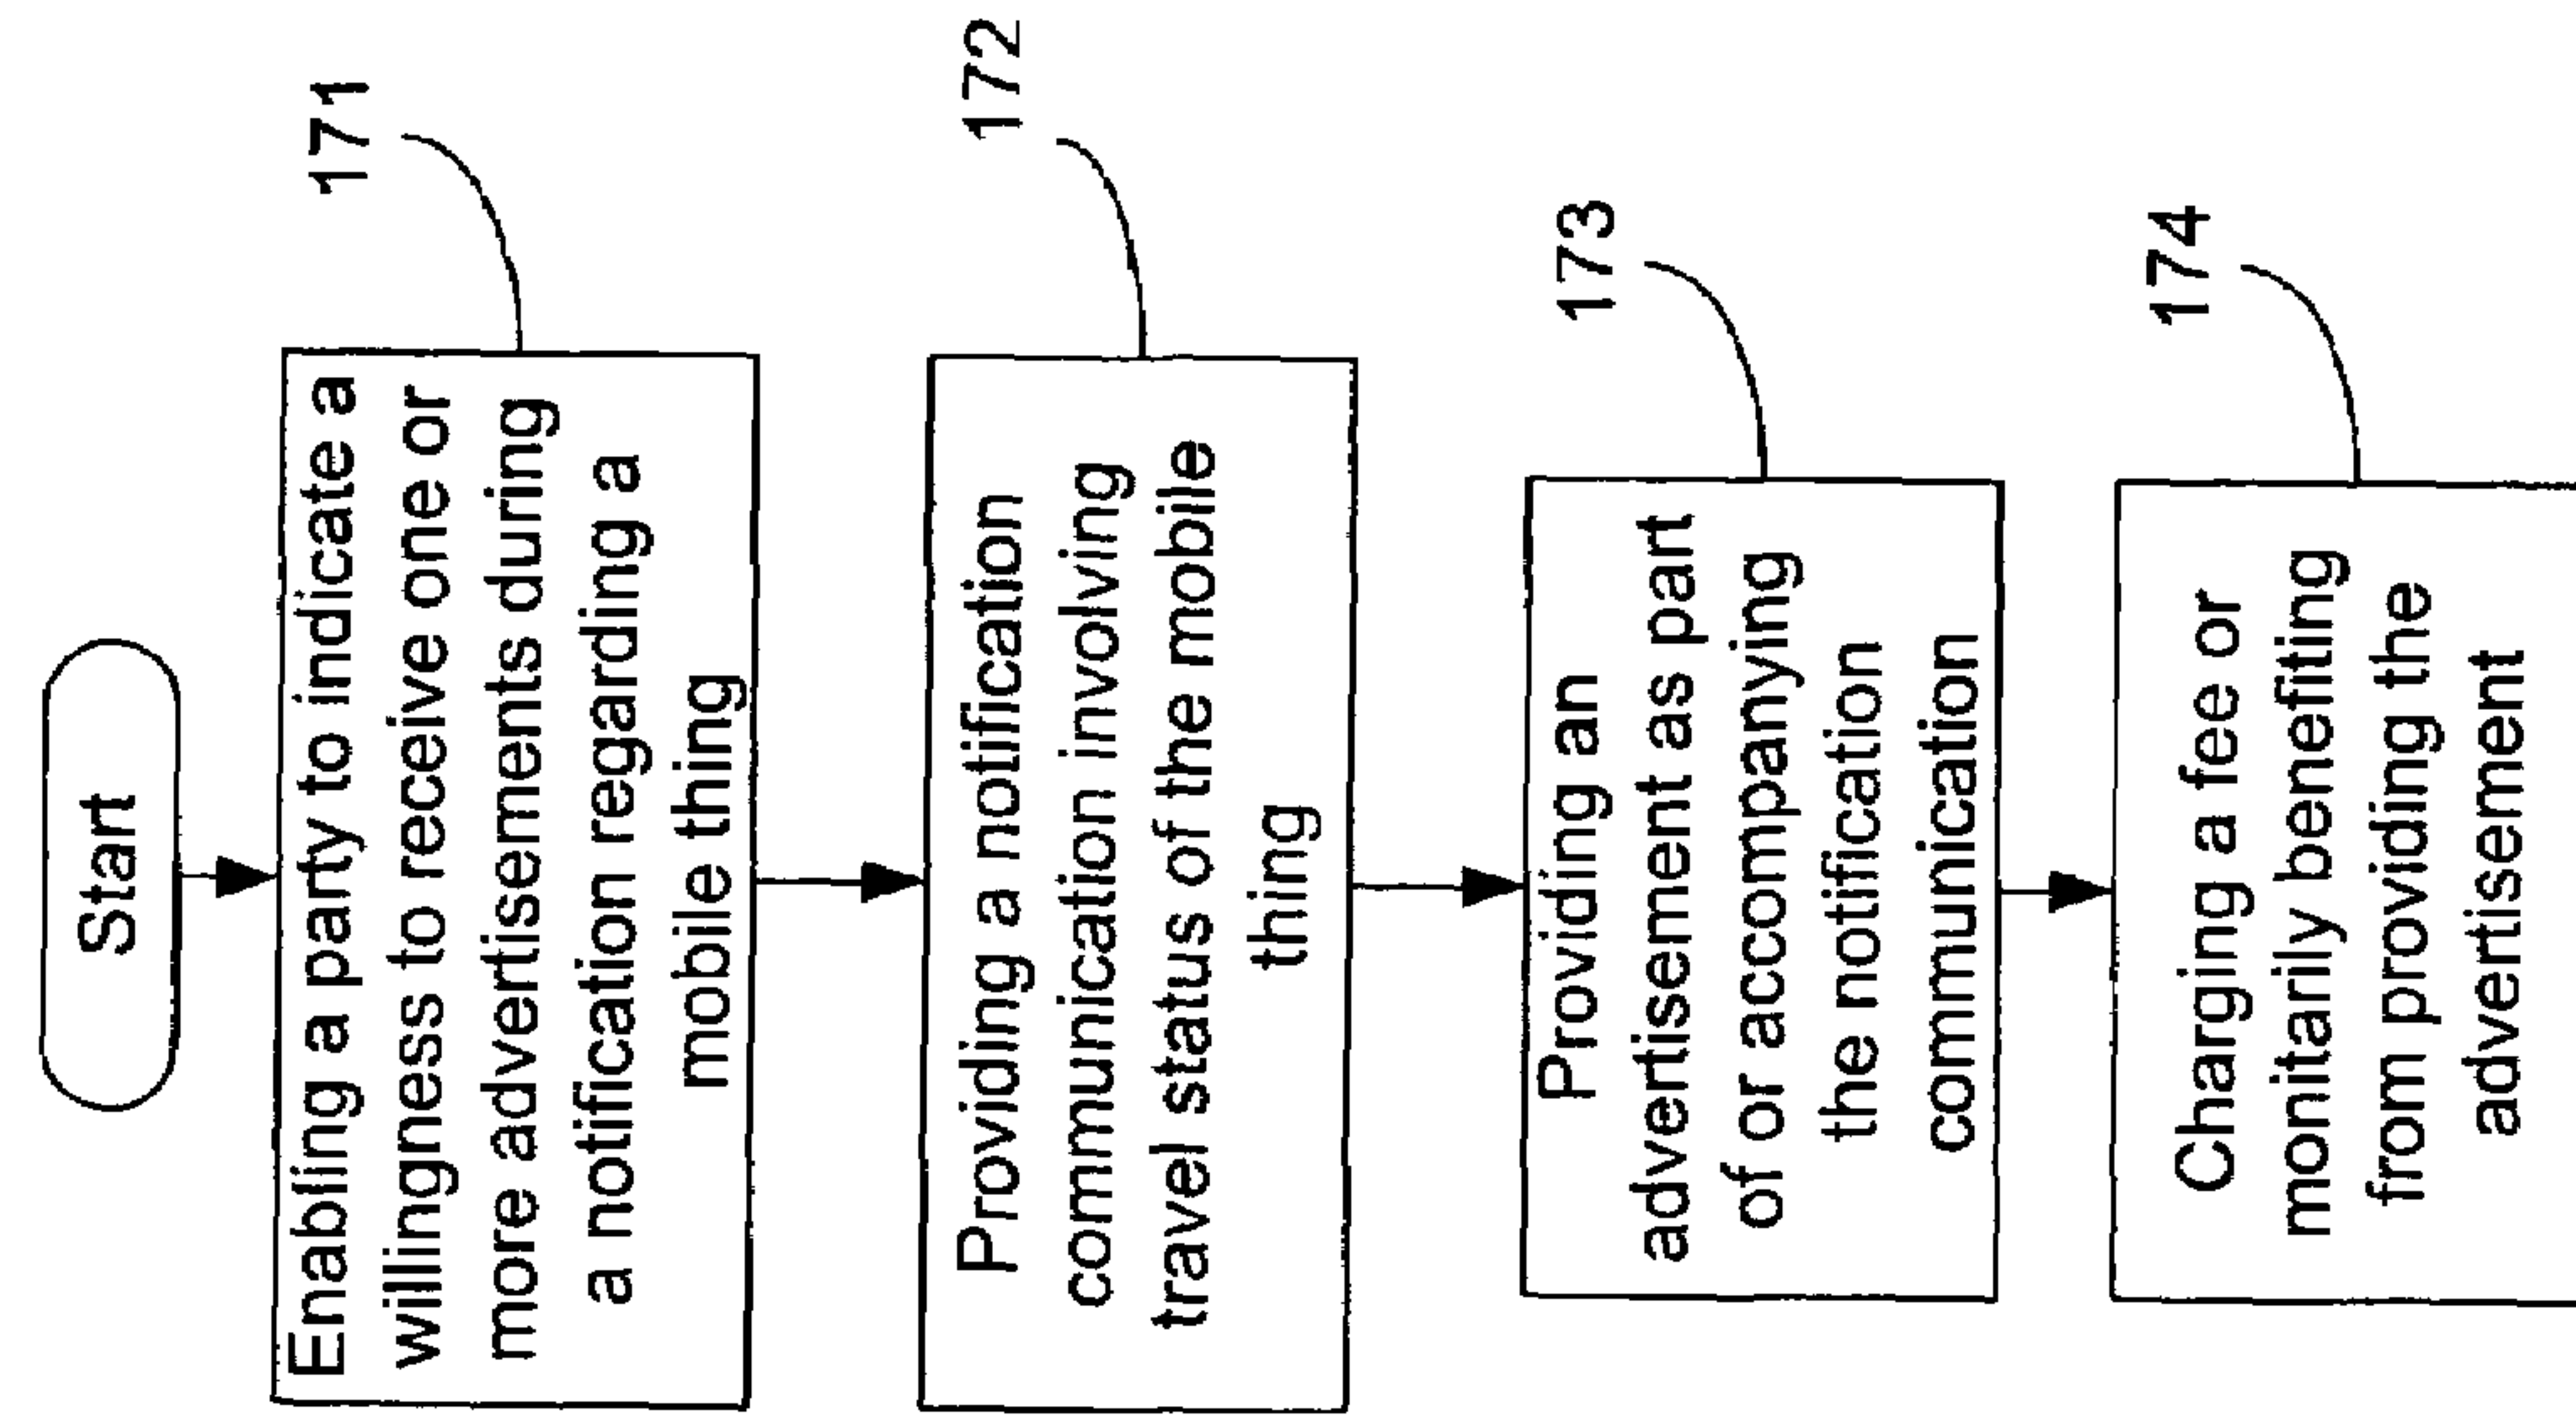 Start
Enabling a party to indicate a
willingness to receive one or
more advertisements during
a notification regarding a
mobile thing
171
Providing a notification
communication involving
travel status of the mobile
thing
172
Providing an
advertisement as part
of or accompanying
the notification
communication
173
Charging a fee or
monitarily benefiting
from providing the
advertisement
174